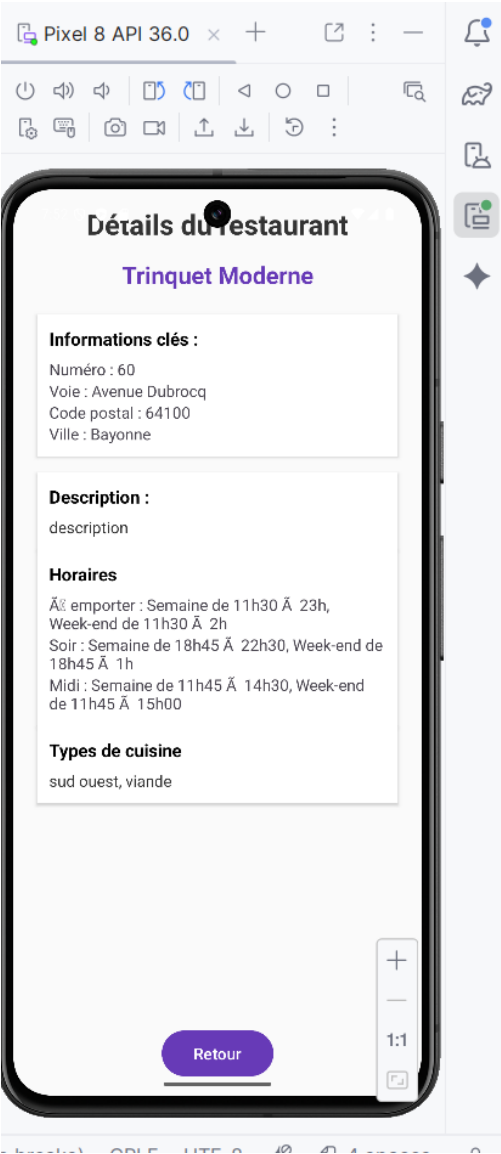 Pixel 8 API 36.0
Détails du restaurant
Trinquet Moderne
Informations clés :
Numéro : 60
Voie : Avenue Dubrocq
Code postal : 64100
Ville : Bayonne
Description :
description
Horaires
emporter : Semaine de 11h30 Ã 23h,
Week-end de 11h30 Ã 2h
Soir : Semaine de 18h45 Ã 22h30, Week-end de
18h45 Ã 1h
Midi : Semaine de 11h45 Ã 14h30, Week-end
de 11h45 Ã 15h00
Types de cuisine
sud ouest, viande
1:1
Retour